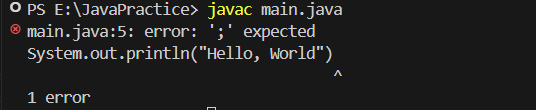 PS E:\JavaPractice> javac main.java
main.java:5: error: ';' expected
System.out.println("Hello, World")
^
1 error